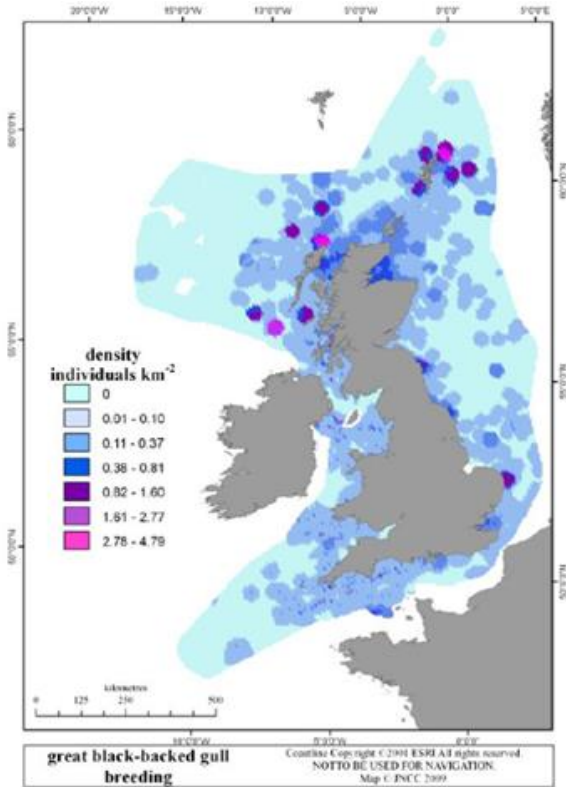 20°0'0"W 15°0'0"W 10°0'0"W 5°0'0"W 0°0'0" 5°0'0"E
density
individuals km⁻²
0
0.01 - 0.10
0.11 - 0.37
0.38 - 0.81
0.82 - 1.60
1.61 - 2.77
2.78 - 4.79
kilometres
0 125 250 500
10°0'0"W 5°0'0"W 0°0'0"
great black-backed gull
breeding
Coastline Copyright ©2001 ESRI All rights reserved.
NOT TO BE USED FOR NAVIGATION.
Map © JNCC 2009